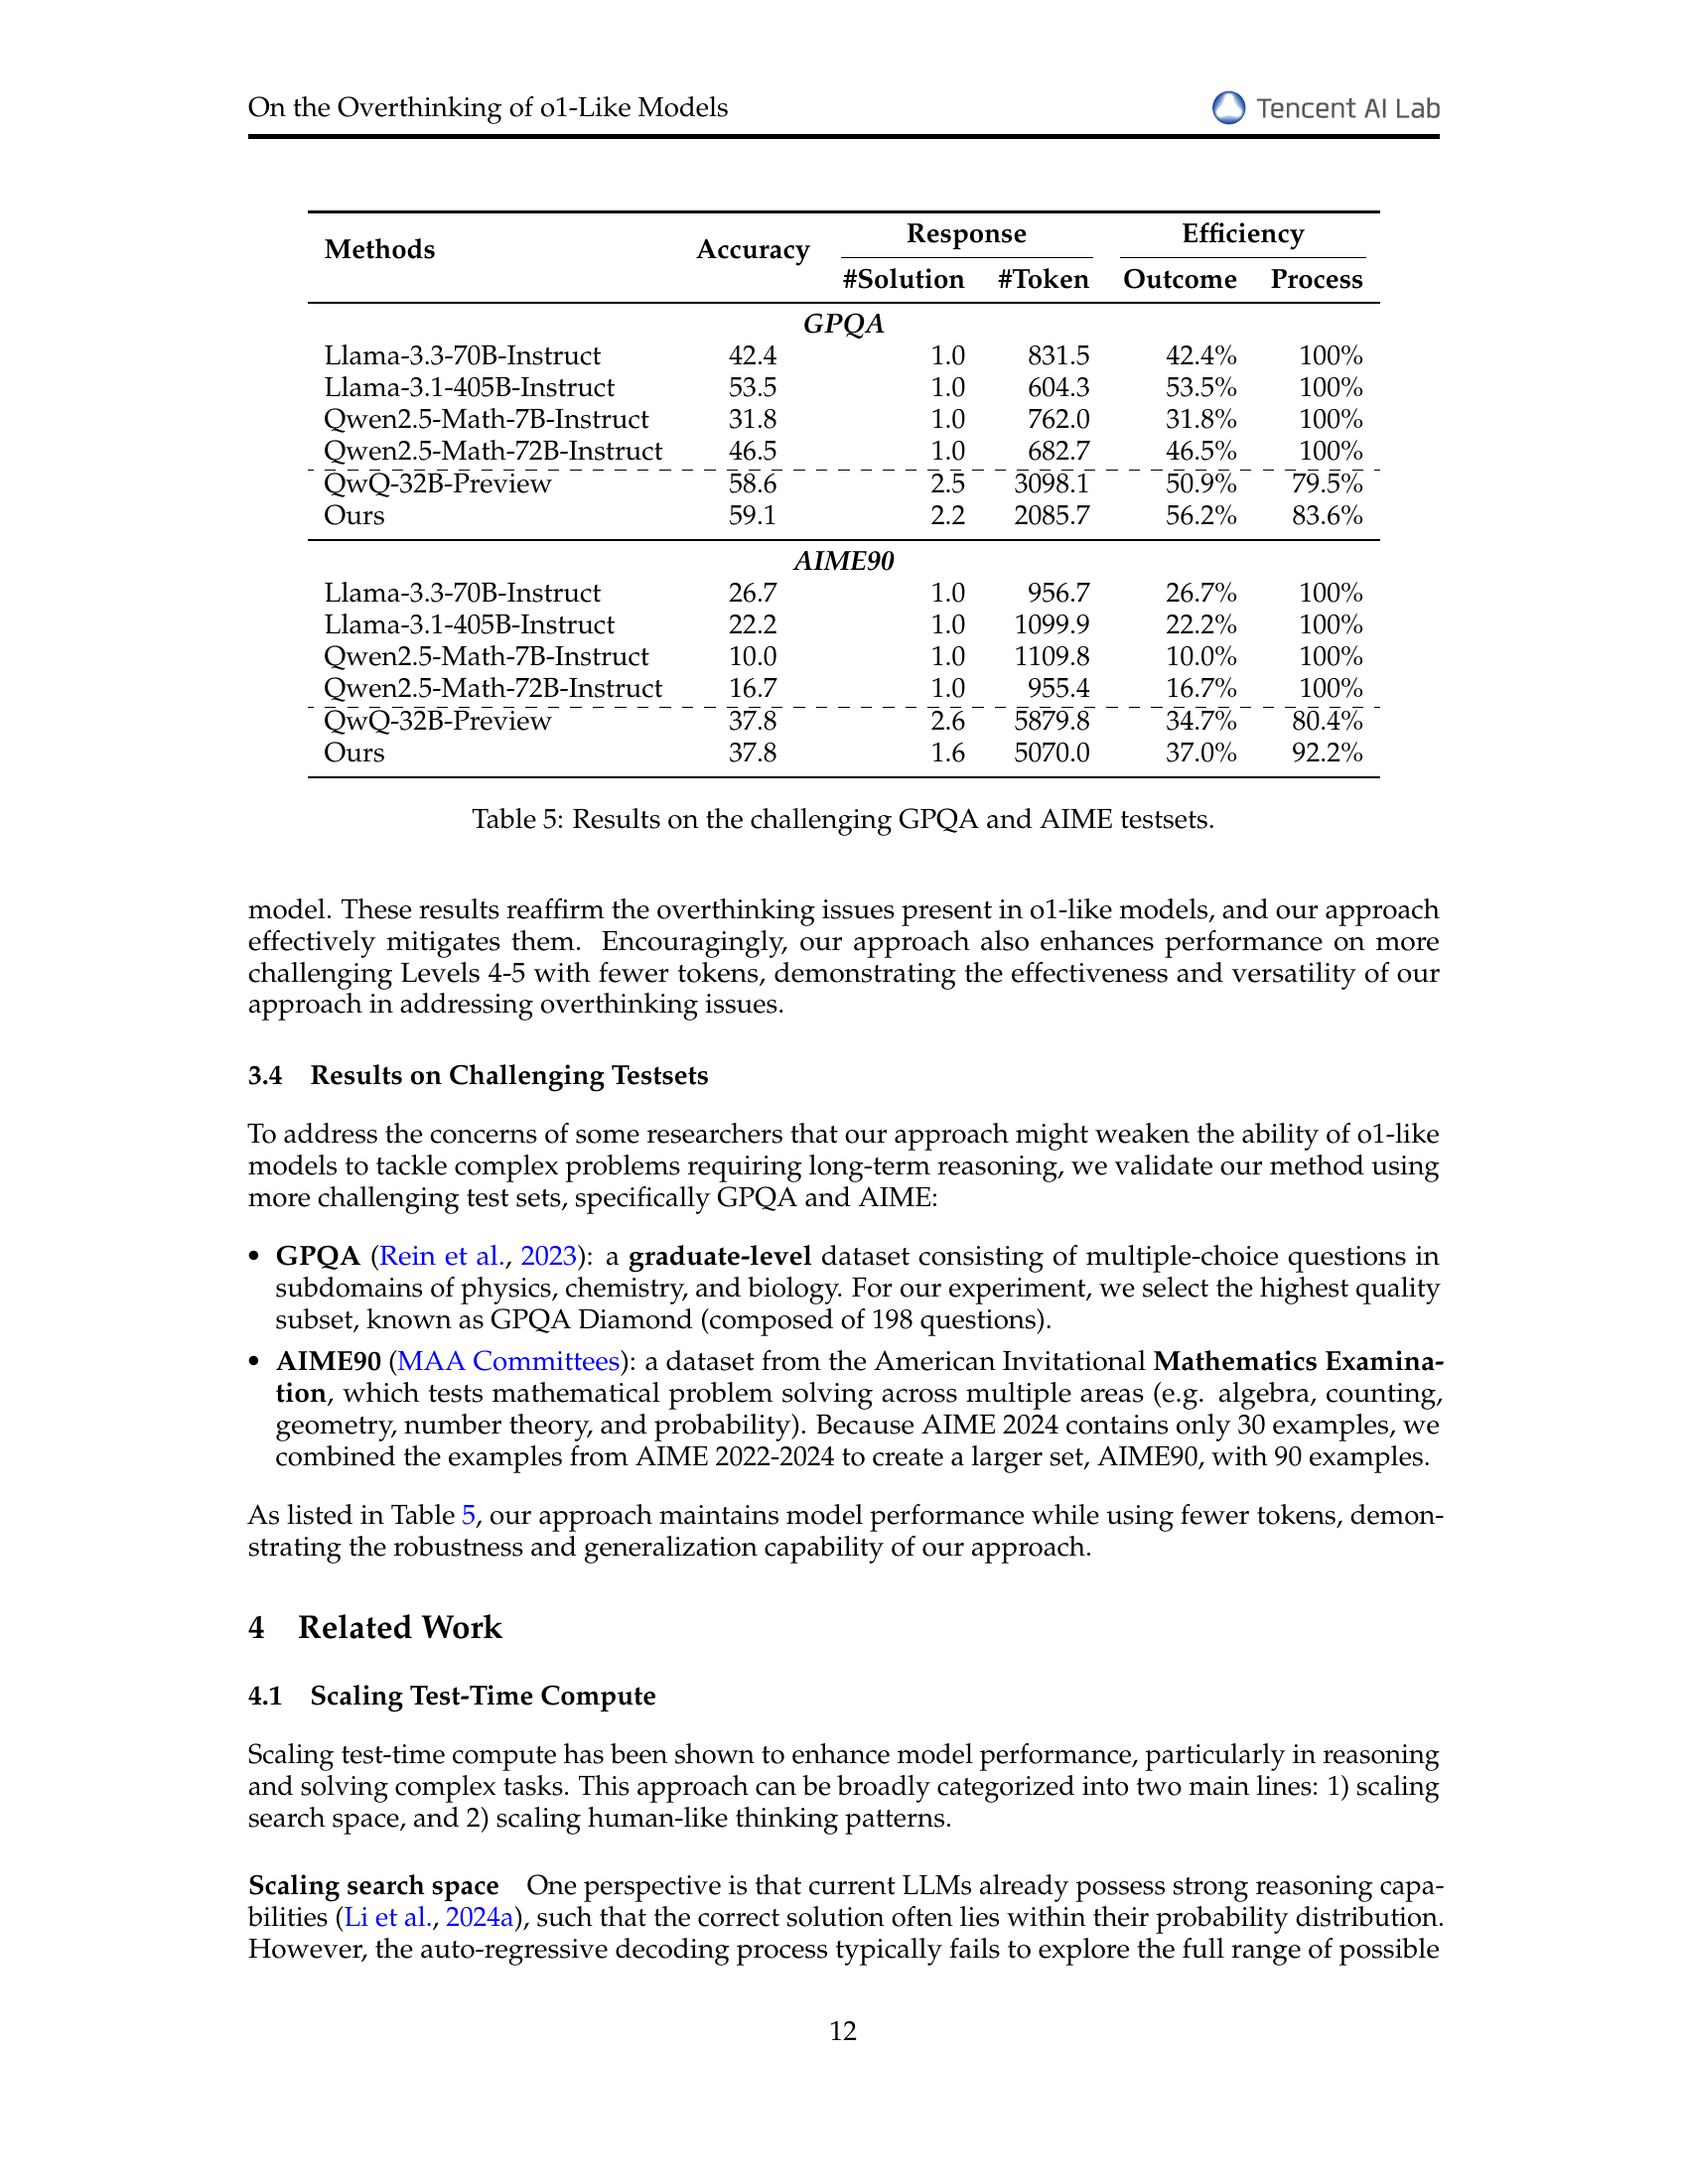 On the Overthinking of o1-Like Models
Tencent AI Lab
Methods Accuracy Response Efficiency
#Solution #Token Outcome Process
GPQA
Llama-3.3-70B-Instruct 42.4 1.0 831.5 42.4% 100%
Llama-3.1-405B-Instruct 53.5 1.0 604.3 53.5% 100%
Qwen2.5-Math-7B-Instruct 31.8 1.0 762.0 31.8% 100%
Qwen2.5-Math-72B-Instruct 46.5 1.0 682.7 46.5% 100%
QwQ-32B-Preview 58.6 2.5 3098.1 50.9% 79.5%
Ours 59.1 2.2 2085.7 56.2% 83.6%
AIME90
Llama-3.3-70B-Instruct 26.7 1.0 956.7 26.7% 100%
Llama-3.1-405B-Instruct 22.2 1.0 1099.9 22.2% 100%
Qwen2.5-Math-7B-Instruct 10.0 1.0 1109.8 10.0% 100%
Qwen2.5-Math-72B-Instruct 16.7 1.0 955.4 16.7% 100%
QwQ-32B-Preview 37.8 2.6 5879.8 34.7% 80.4%
Ours 37.8 1.6 5070.0 37.0% 92.2%
Table 5: Results on the challenging GPQA and AIME testsets.
model. These results reaffirm the overthinking issues present in o1-like models, and our approach
effectively mitigates them. Encouragingly, our approach also enhances performance on more
challenging Levels 4-5 with fewer tokens, demonstrating the effectiveness and versatility of our
approach in addressing overthinking issues.
3.4 Results on Challenging Testsets
To address the concerns of some researchers that our approach might weaken the ability of o1-like
models to tackle complex problems requiring long-term reasoning, we validate our method using
more challenging test sets, specifically GPQA and AIME:
• GPQA (Rein et al., 2023): a graduate-level dataset consisting of multiple-choice questions in
subdomains of physics, chemistry, and biology. For our experiment, we select the highest quality
subset, known as GPQA Diamond (composed of 198 questions).
• AIME90 (MAA Committees): a dataset from the American Invitational Mathematics Examina-
tion, which tests mathematical problem solving across multiple areas (e.g. algebra, counting,
geometry, number theory, and probability). Because AIME 2024 contains only 30 examples, we
combined the examples from AIME 2022-2024 to create a larger set, AIME90, with 90 examples.
As listed in Table 5, our approach maintains model performance while using fewer tokens, demon-
strating the robustness and generalization capability of our approach.
4 Related Work
4.1 Scaling Test-Time Compute
Scaling test-time compute has been shown to enhance model performance, particularly in reasoning
and solving complex tasks. This approach can be broadly categorized into two main lines: 1) scaling
search space, and 2) scaling human-like thinking patterns.
Scaling search space One perspective is that current LLMs already possess strong reasoning capa-
bilities (Li et al., 2024a), such that the correct solution often lies within their probability distribution.
However, the auto-regressive decoding process typically fails to explore the full range of possible
12